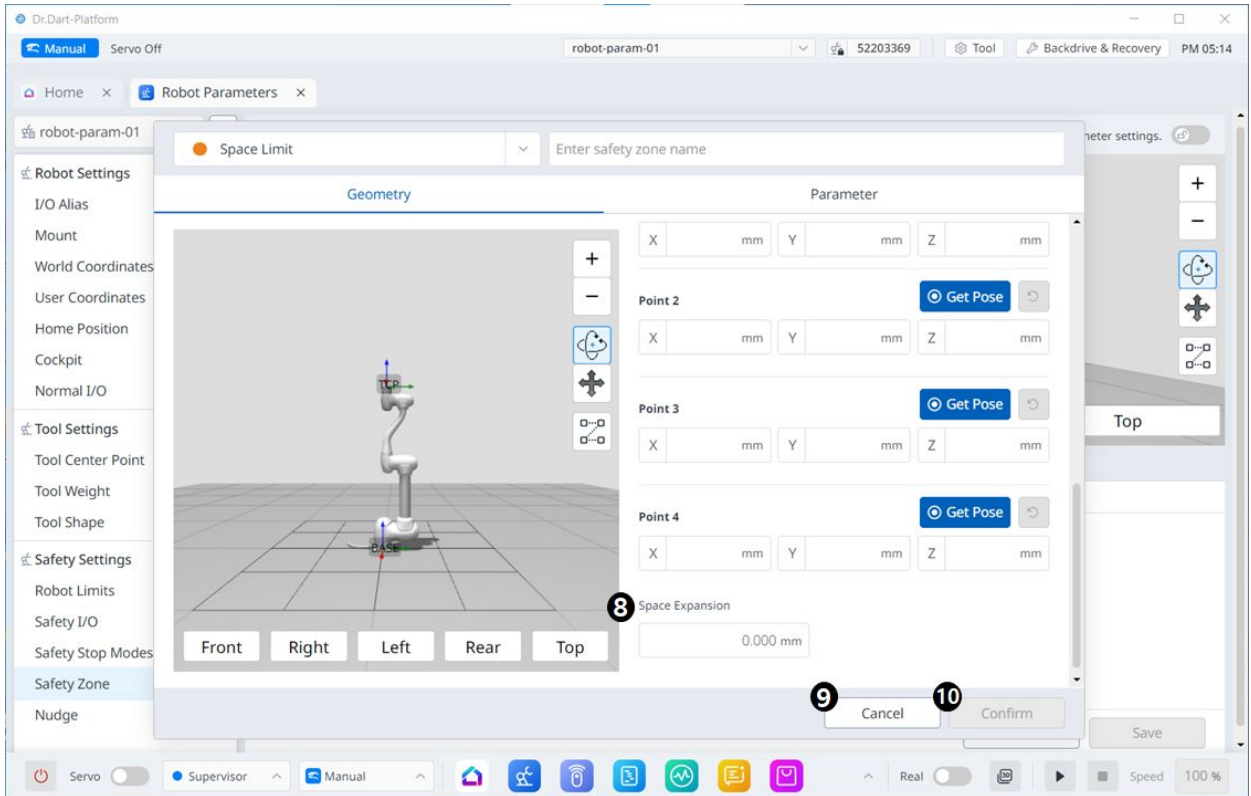 Dr.Dart-Platform
Manual Servo Off robot-param-01 52203369 Tool Backdrive & Recovery PM 05:14
Home × Robot Parameters ×
robot-param-01
Robot Settings
I/O Alias
Mount
World Coordinates
User Coordinates
Home Position
Cockpit
Normal I/O
Tool Settings
Tool Center Point
Tool Weight
Tool Shape
Safety Settings
Robot Limits
Safety I/O
Safety Stop Modes
Safety Zone
Nudge
meter settings.
Space Limit Enter safety zone name
Geometry Parameter
TCP
BASE
Front Right Left Rear Top
X mm Y mm Z mm
Point 2 Get Pose
X mm Y mm Z mm
Point 3 Get Pose
X mm Y mm Z mm
Point 4 Get Pose
X mm Y mm Z mm
8 Space Expansion
0.000 mm
9 Cancel 10 Confirm
Top
Save
Servo Supervisor Manual Real 3D Speed 100 %